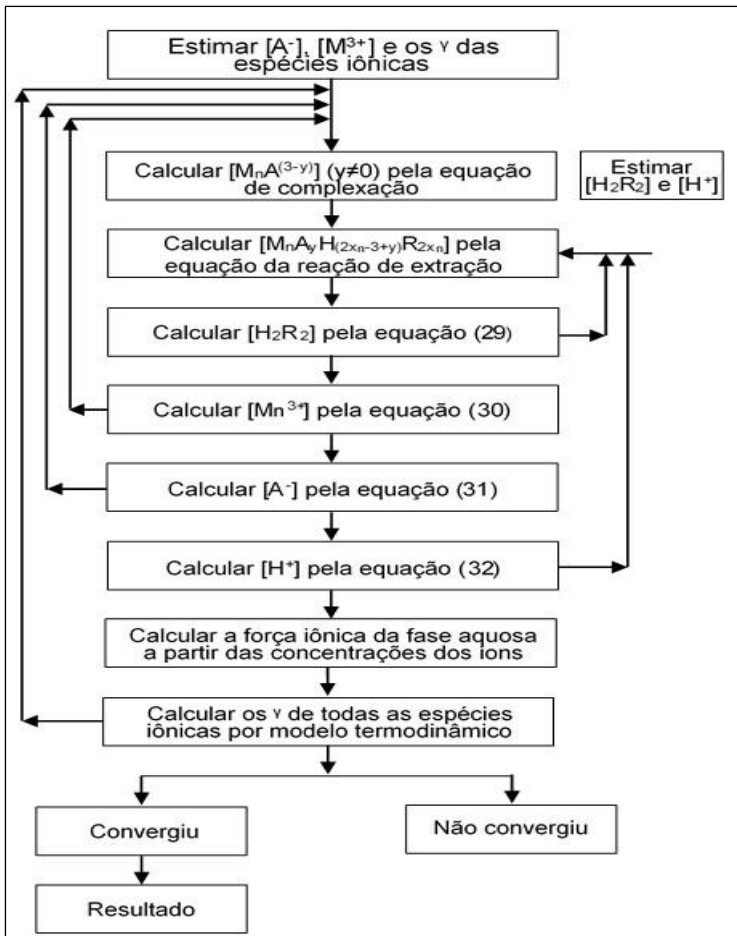 Estimar [A-], [M³⁺] e os γ das
espécies iônicas
Calcular [MₙA⁽³⁻ʸ⁾] (y≠0) pela equação
de complexação
Estimar
[H₂R₂] e [H⁺]
Calcular [MₙAᵧH₍₂ₓₙ₋₃₊ᵧ₎R₂ₓₙ] pela
equação da reação de extração
Calcular [H₂R₂] pela equação (29)
Calcular [Mn³⁺] pela equação (30)
Calcular [A⁻] pela equação (31)
Calcular [H⁺] pela equação (32)
Calcular a força iônica da fase aquosa
a partir das concentrações dos ions
Calcular os γ de todas as espécies
iônicas por modelo termodinâmico
Convergiu
Não convergiu
Resultado